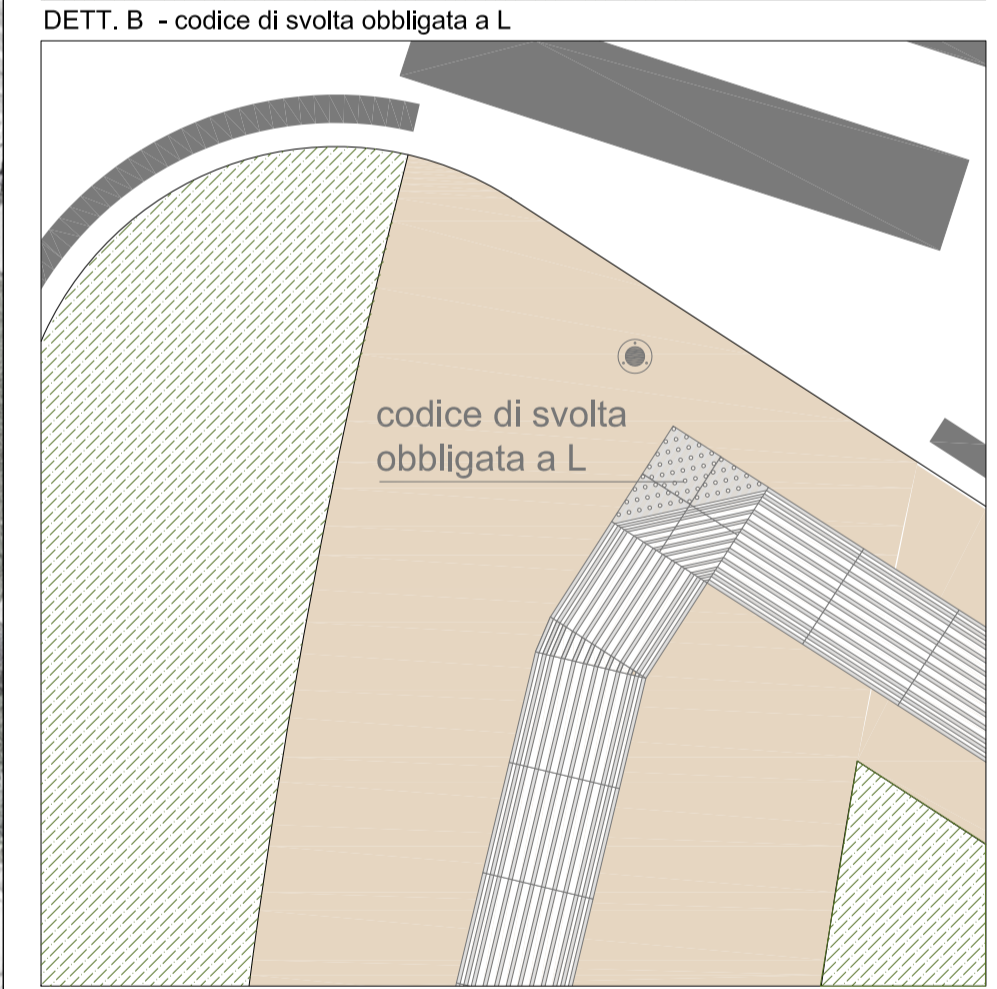 DETT. B - codice di svolta obbligata a L
codice di svolta
obbligata a L